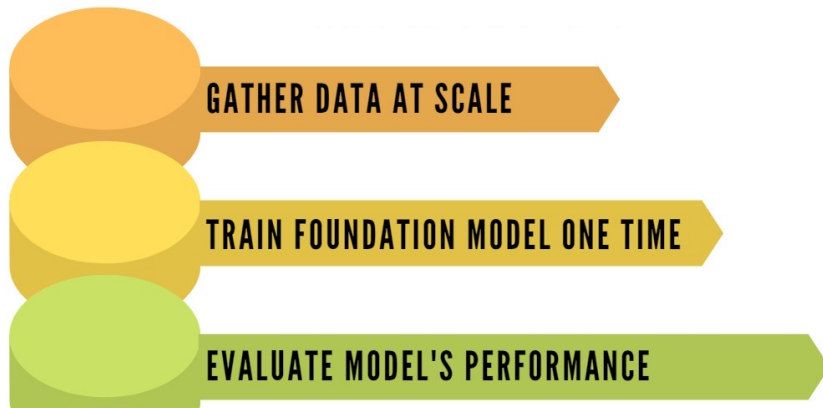 GATHER DATA AT SCALE
TRAIN FOUNDATION MODEL ONE TIME
EVALUATE MODEL'S PERFORMANCE